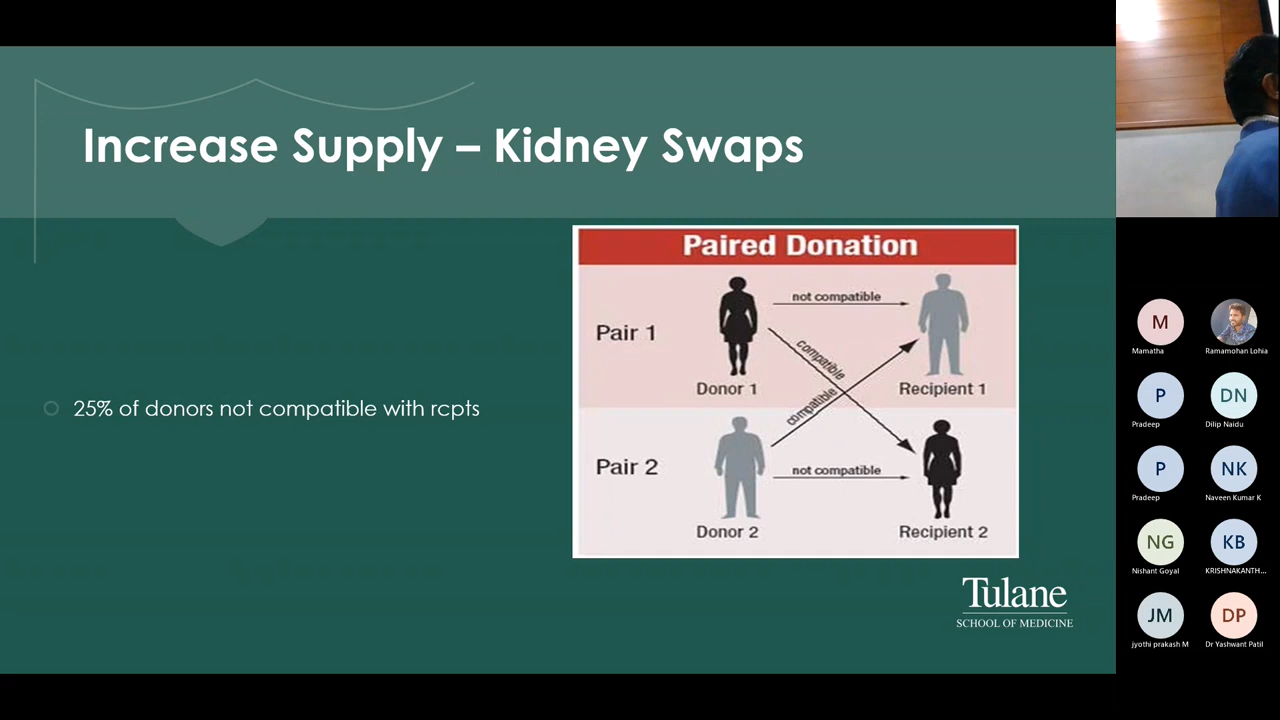 Increase Supply – Kidney Swaps
25% of donors not compatible with rcpts
Paired Donation
not compatible
Pair 1
compatible
Donor 1
Recipient 1
compatible
Pair 2
not compatible
Donor 2
Recipient 2
Tulane
SCHOOL OF MEDICINE
M
Mamatha
Ramamohan Lohia
P
DN
Pradeep
Dilip Naidu
P
NK
Pradeep
Naveen Kumar K
NG
KB
Nishant Goyal
KRISHNAKANTH...
JM
DP
jyothi prakash M
Dr Yashwant Patil